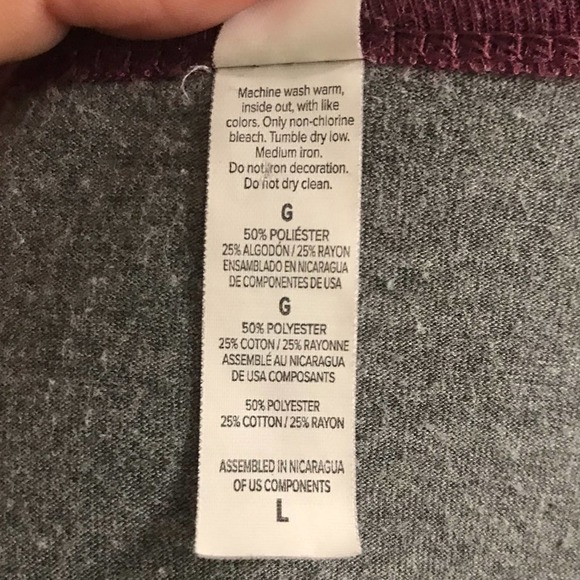 Machine wash warm,
inside out, with like
colors. Only non-chlorine
bleach. Tumble dry low.
Medium iron.
Do not iron decoration.
Do not dry clean.
G
50% POLIÉSTER
25% ALGODÓN / 25% RAYON
ENSAMBLADO EN NICARAGUA
DE COMPONENTES DE USA
G
50% POLYESTER
25% COTON / 25% RAYONNE
ASSEMBLÉ AU NICARAGUA
DE USA COMPOSANTS
50% POLYESTER
25% COTTON / 25% RAYON
ASSEMBLED IN NICARAGUA
OF US COMPONENTS
L